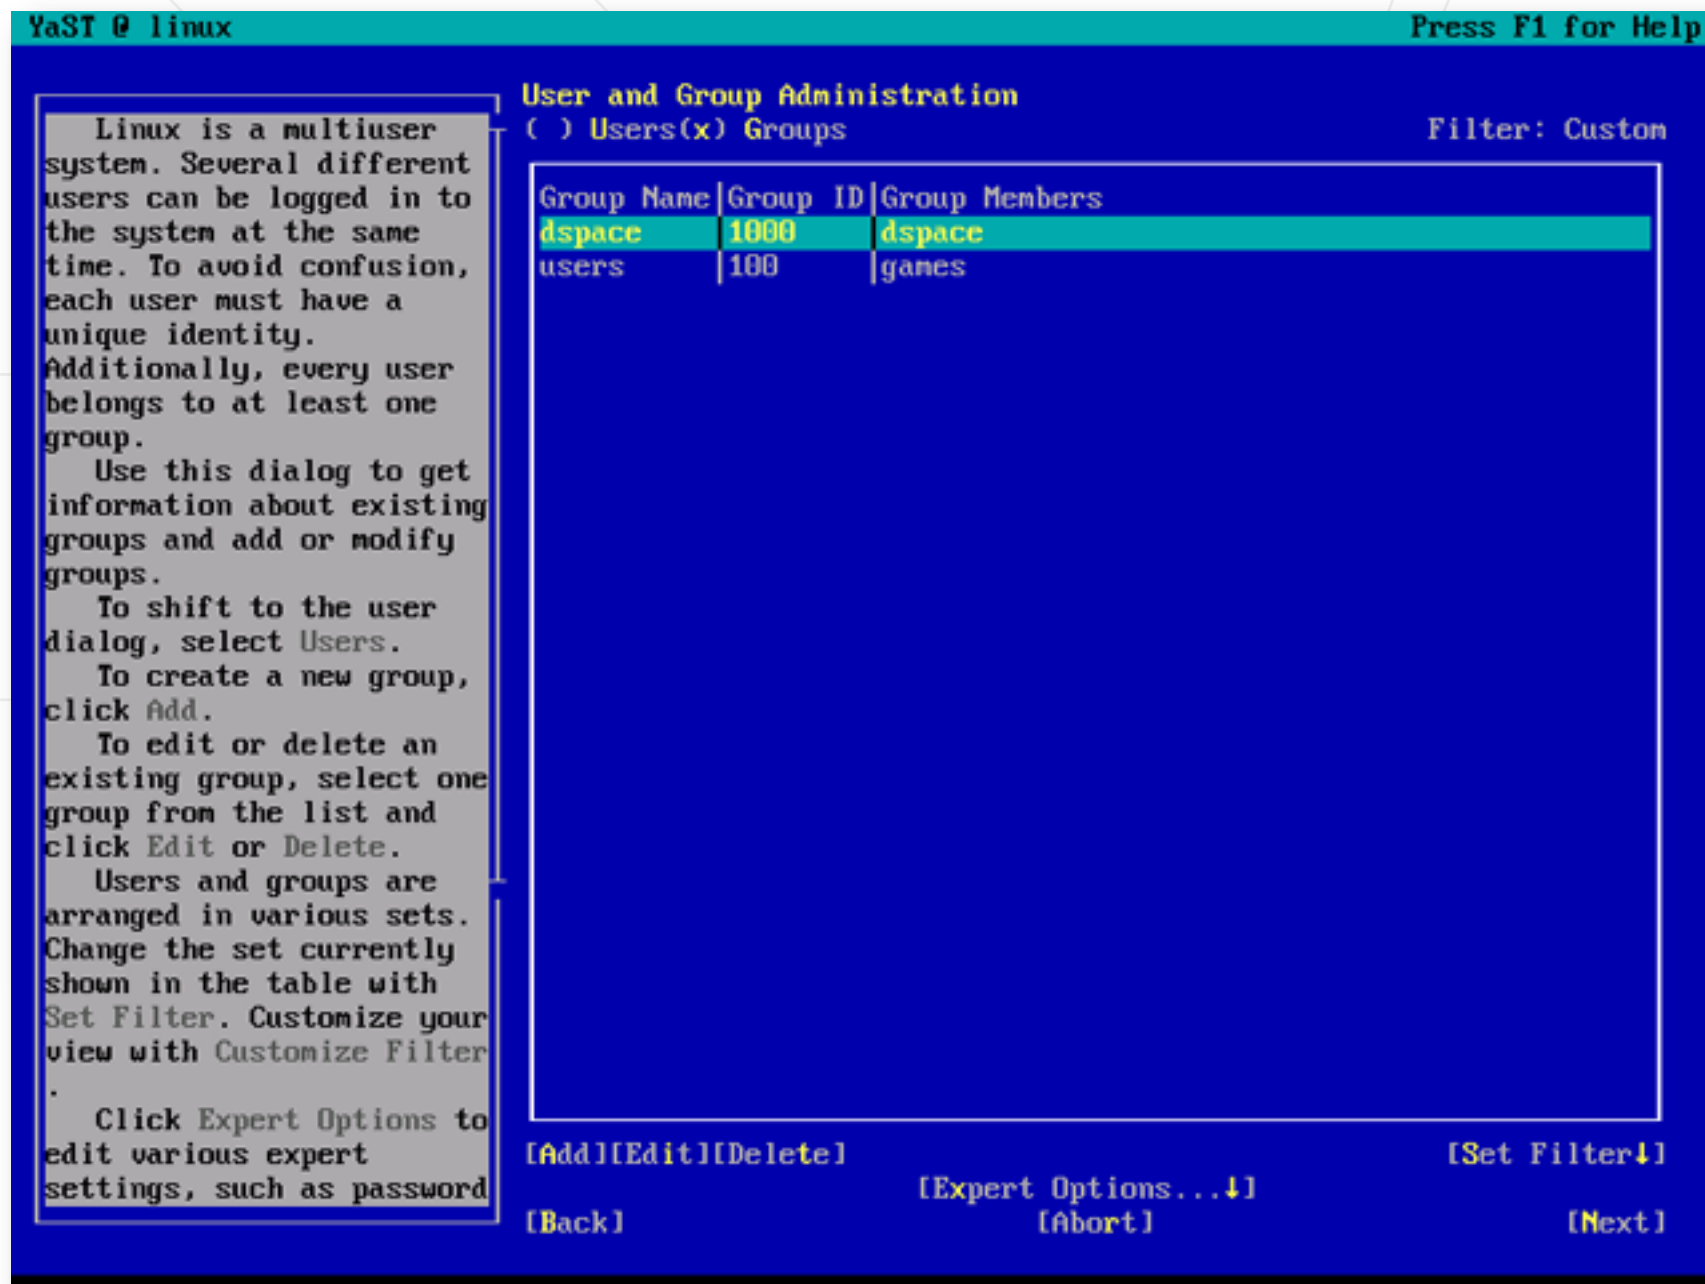 YaST @ linux Press F1 for Help
Linux is a multiuser
system. Several different
users can be logged in to
the system at the same
time. To avoid confusion,
each user must have a
unique identity.
Additionally, every user
belongs to at least one
group.
Use this dialog to get
information about existing
groups and add or modify
groups.
To shift to the user
dialog, select Users.
To create a new group,
click Add.
To edit or delete an
existing group, select one
group from the list and
click Edit or Delete.
Users and groups are
arranged in various sets.
Change the set currently
shown in the table with
Set Filter. Customize your
view with Customize Filter
.
Click Expert Options to
edit various expert
settings, such as password
User and Group Administration
( ) Users(x) Groups Filter: Custom
Group Name|Group ID|Group Members
dspace |1000 |dspace
users |100 |games
[Add][Edit][Delete] [Set Filter↓]
[Expert Options...↓]
[Back] [Abort] [Next]